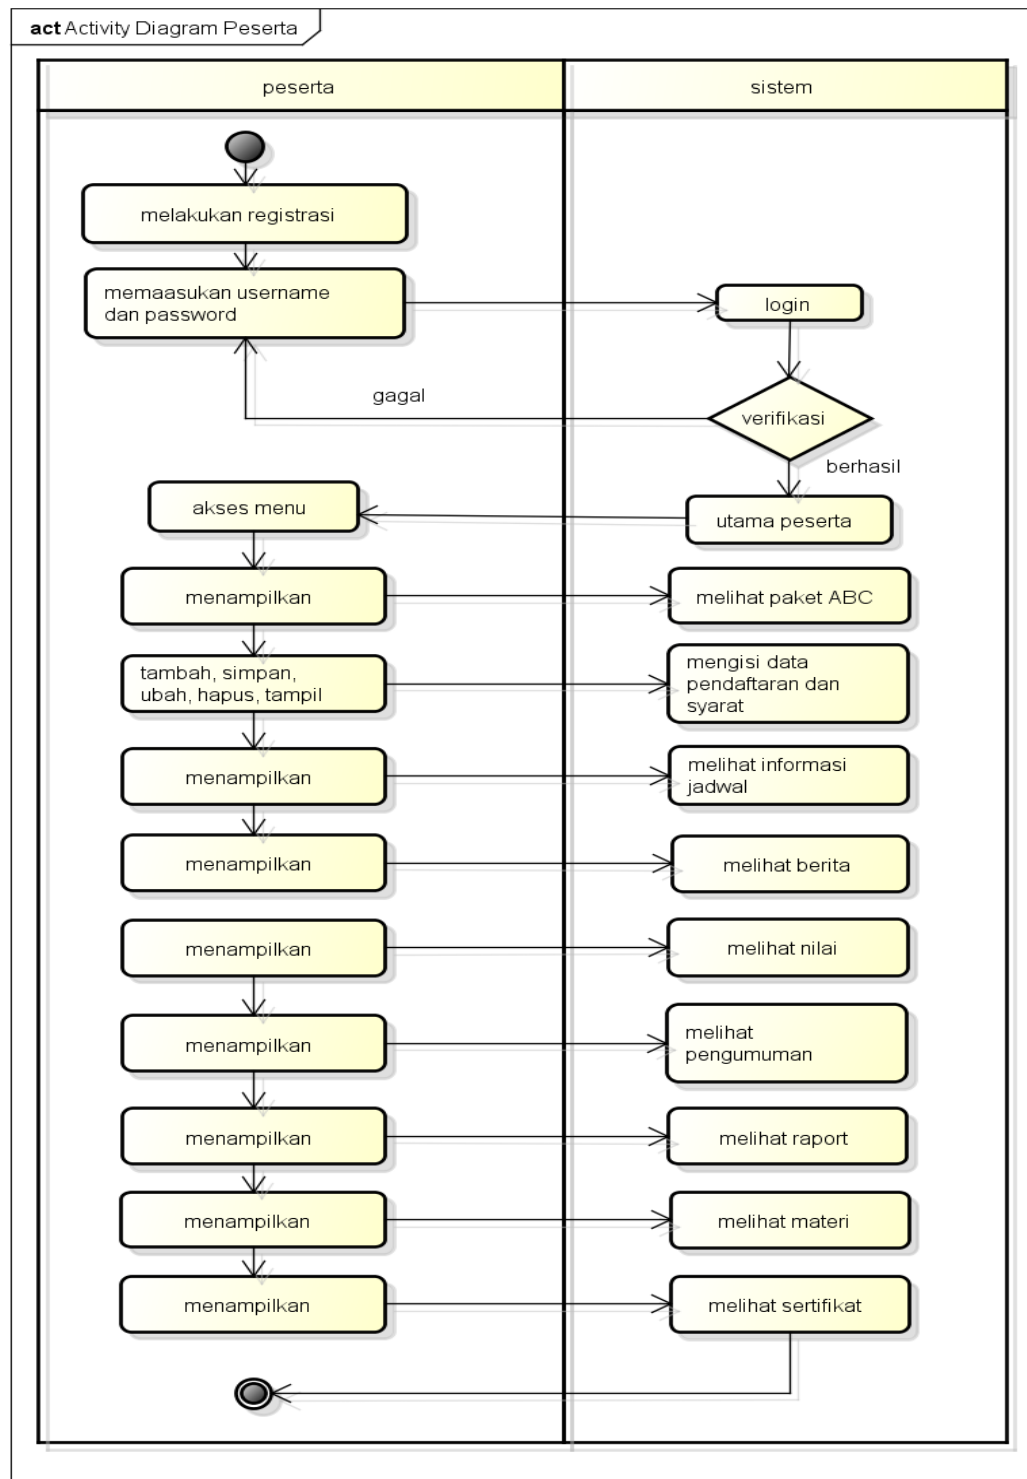 act Activity Diagram Peserta
peserta
sistem
melakukan registrasi
memaasukan username
dan password
login
gagal
verifikasi
berhasil
akses menu
utama peserta
menampilkan
melihat paket ABC
tambah, simpan,
ubah, hapus, tampil
mengisi data
pendaftaran dan
syarat
menampilkan
melihat informasi
jadwal
menampilkan
melihat berita
menampilkan
melihat nilai
menampilkan
melihat
pengumuman
menampilkan
melihat raport
menampilkan
melihat materi
menampilkan
melihat sertifikat